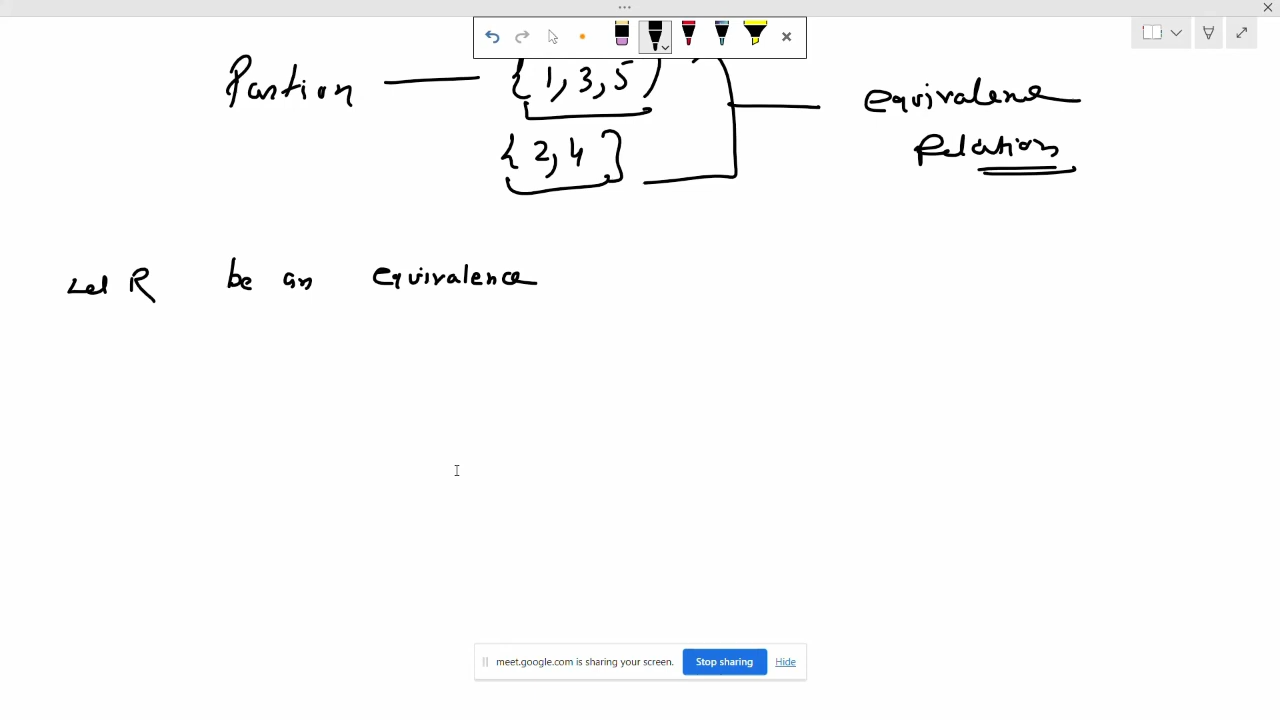 Partion {1, 3, 5} equivalence
{2, 4} Relation
Let R be an equivalence
meet.google.com is sharing your screen. Stop sharing Hide